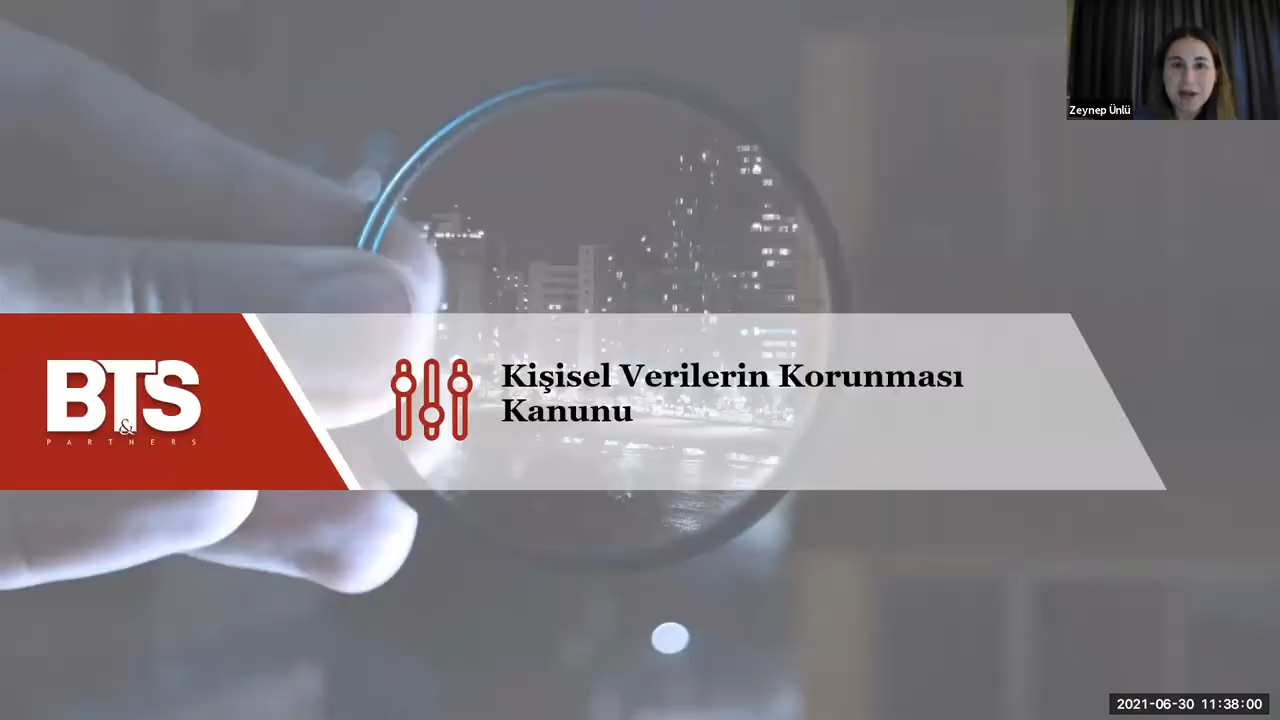 Zeynep Ünlü
Kişisel Verilerin Korunması
Kanunu
BTS
&
PARTNERS
2021-06-30 11:38:00